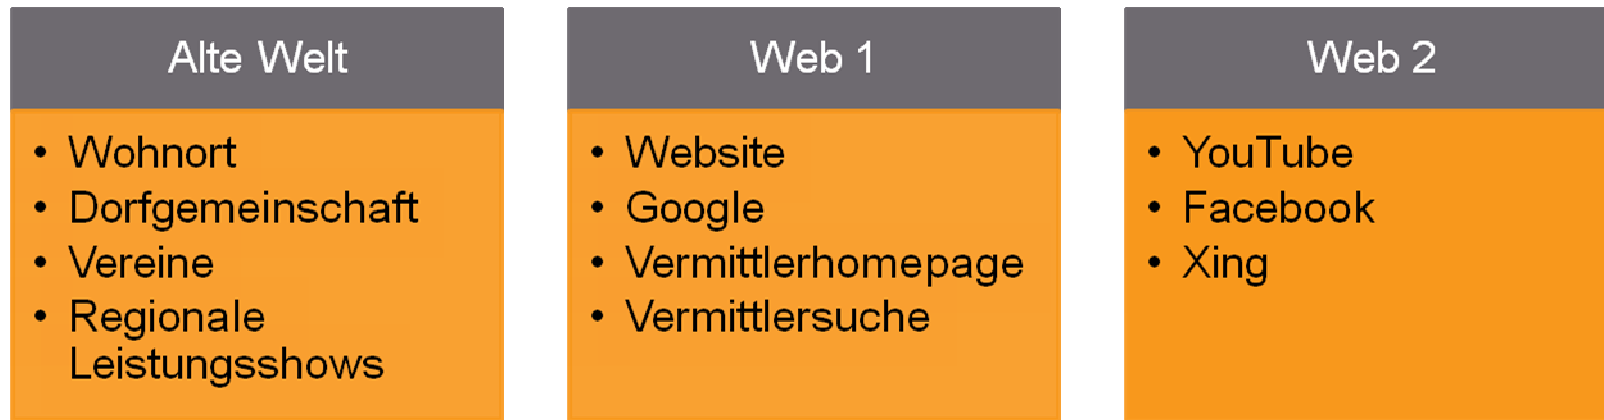 Alte Welt
• Wohnort
• Dorfgemeinschaft
• Vereine
• Regionale
Leistungsshows
Web 1
• Website
• Google
• Vermittlerhomepage
• Vermittlersuche
Web 2
• YouTube
• Facebook
• Xing